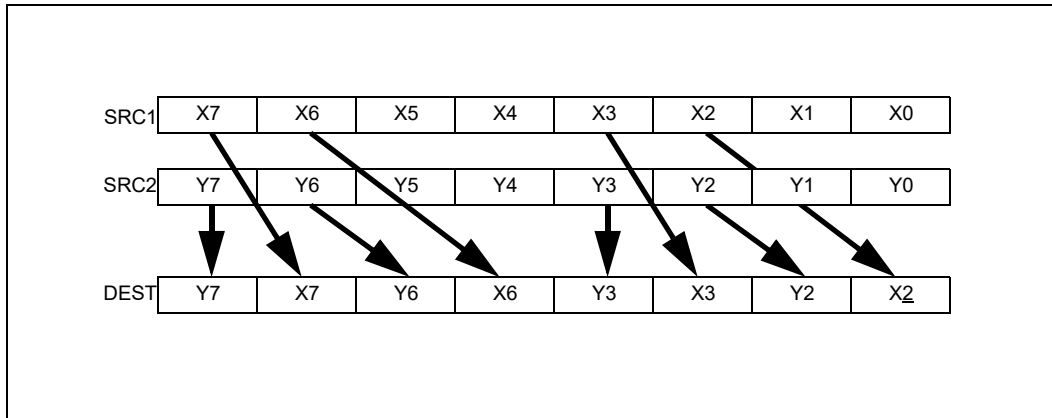 SRC1 X7 X6 X5 X4 X3 X2 X1 X0
SRC2 Y7 Y6 Y5 Y4 Y3 Y2 Y1 Y0
DEST Y7 X7 Y6 X6 Y3 X3 Y2 X2